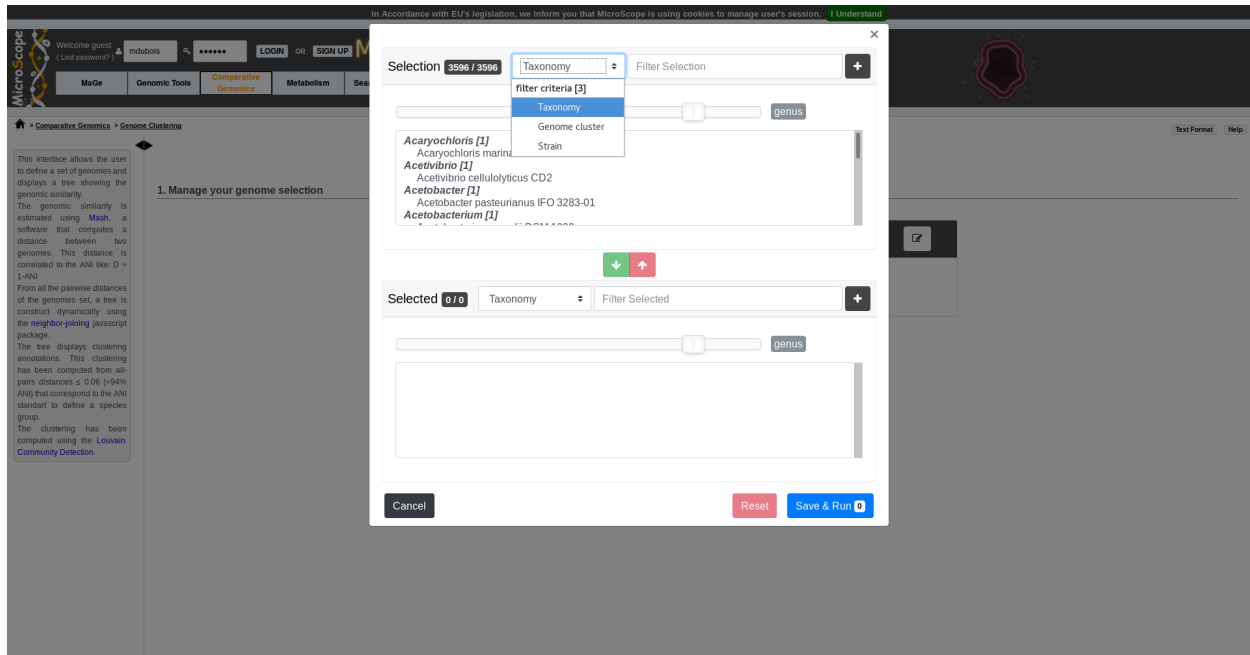 In Accordance with EU's legislation, we inform you that MicroScope is using cookies to manage user's session. I Understand
MicroScope
Welcome guest
( Lost password? )
mdubois
••••••
LOGIN OR SIGN UP
MaGe
Genomic Tools
Comparative
Genomics
Metabolism
» Comparative Genomics » Genome Clustering
Text Format Help
This interface allows the user
to define a set of genomes and
displays a tree showing the
genomic similarity.
The genomic similarity is
estimated using Mash, a
software that computes a
distance between two
genomes. This distance is
correlated to the ANI like: D ≈
1-ANI
From all the pairwise distances
of the genomes set, a tree is
construct dynamically using
the neighbor-joining javascript
package.
The tree displays clustering
annotations. This clustering
has been computed from all-
pairs distances ≤ 0.06 (≈94%
ANI) that correspond to the ANI
standart to define a species
group.
The clustering has been
computed using the Louvain
Community Detection.
1. Manage your genome selection
×
Selection 3596 / 3596 Taxonomy Filter Selection +
filter criteria [3]
Taxonomy
Genome cluster
Strain
genus
Acaryochloris [1]
Acaryochloris marina
Acetivibrio [1]
Acetivibrio cellulolyticus CD2
Acetobacter [1]
Acetobacter pasteurianus IFO 3283-01
Acetobacterium [1]
Selected 0 / 0 Taxonomy Filter Selected +
genus
Cancel
Reset
Save & Run 0